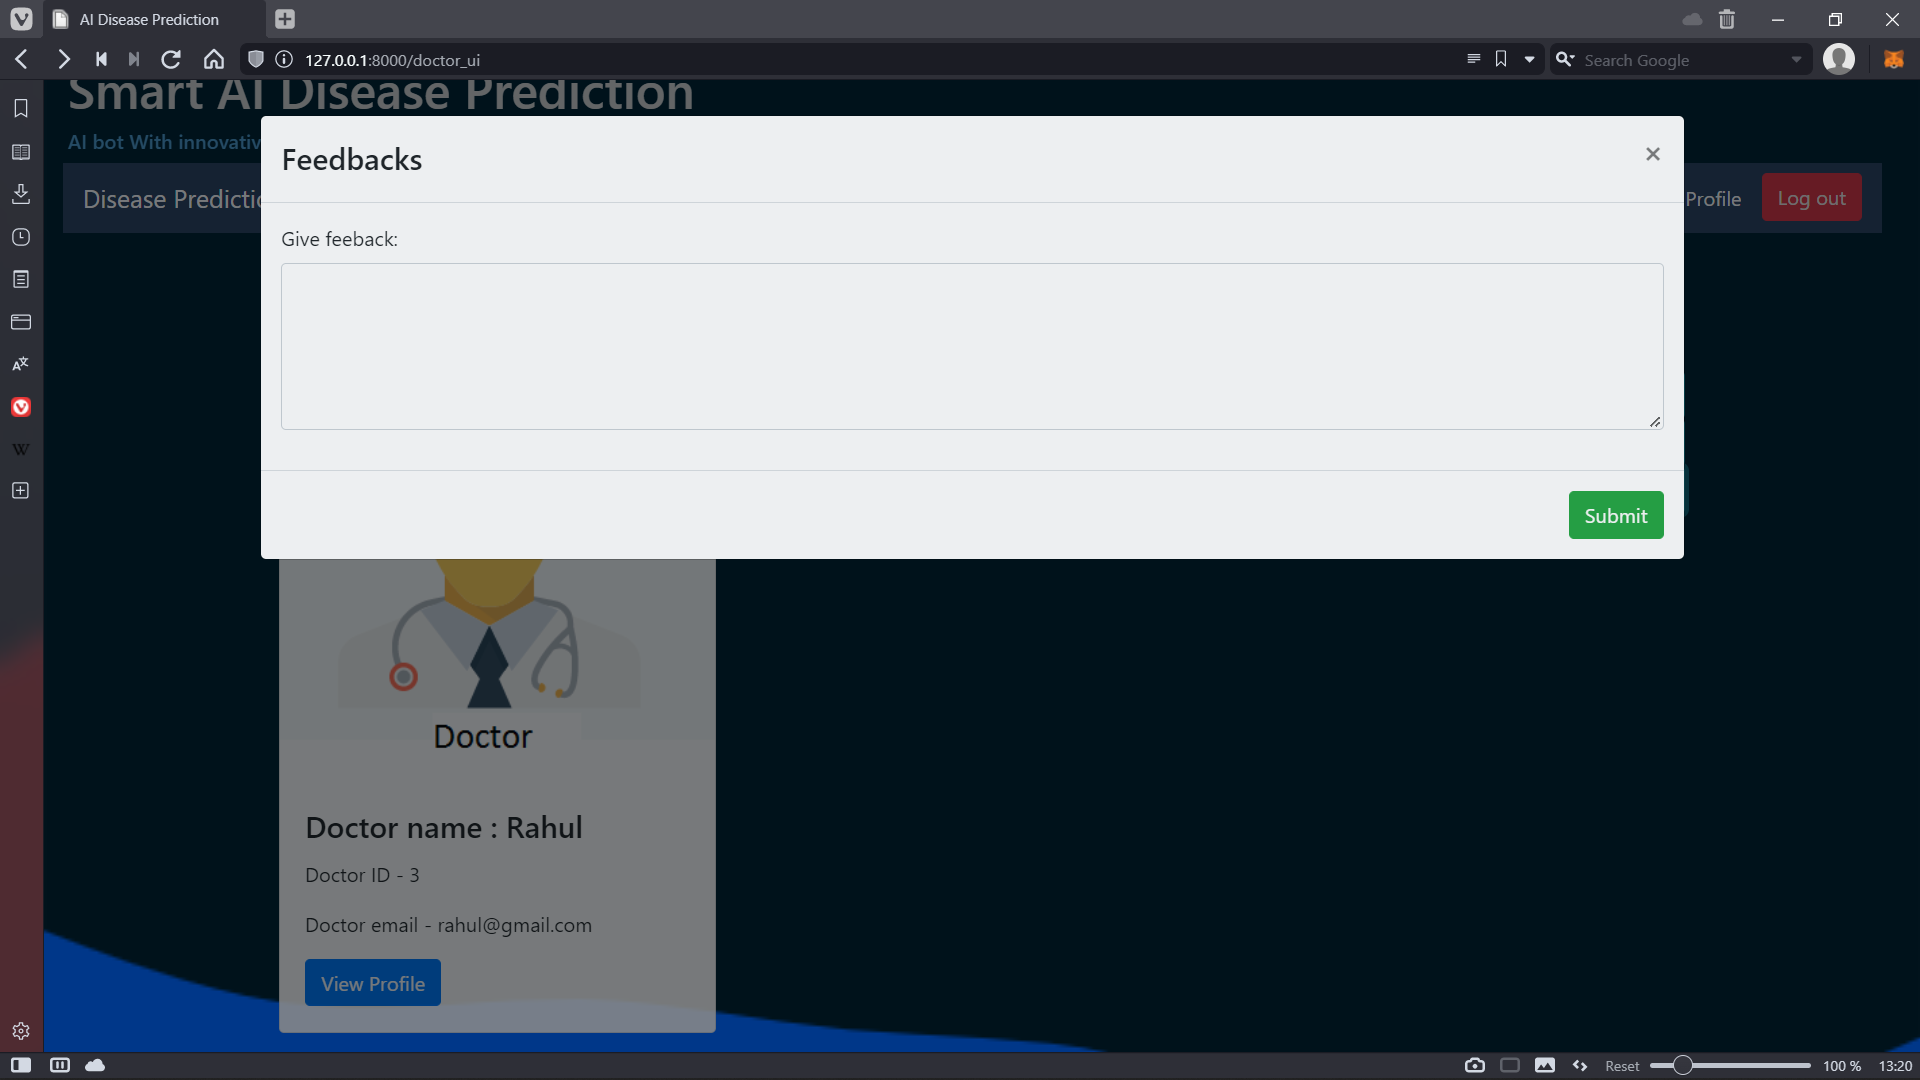 AI Disease Prediction
127.0.0.1:8000/doctor_ui
Search Google
Smart AI Disease Prediction
AI bot With innovativ
Feedbacks
×
Disease Predictio
Profile
Log out
Give feeback:
Submit
Doctor
Doctor name : Rahul
Doctor ID - 3
Doctor email - rahul@gmail.com
View Profile
Reset
100 %
13:20